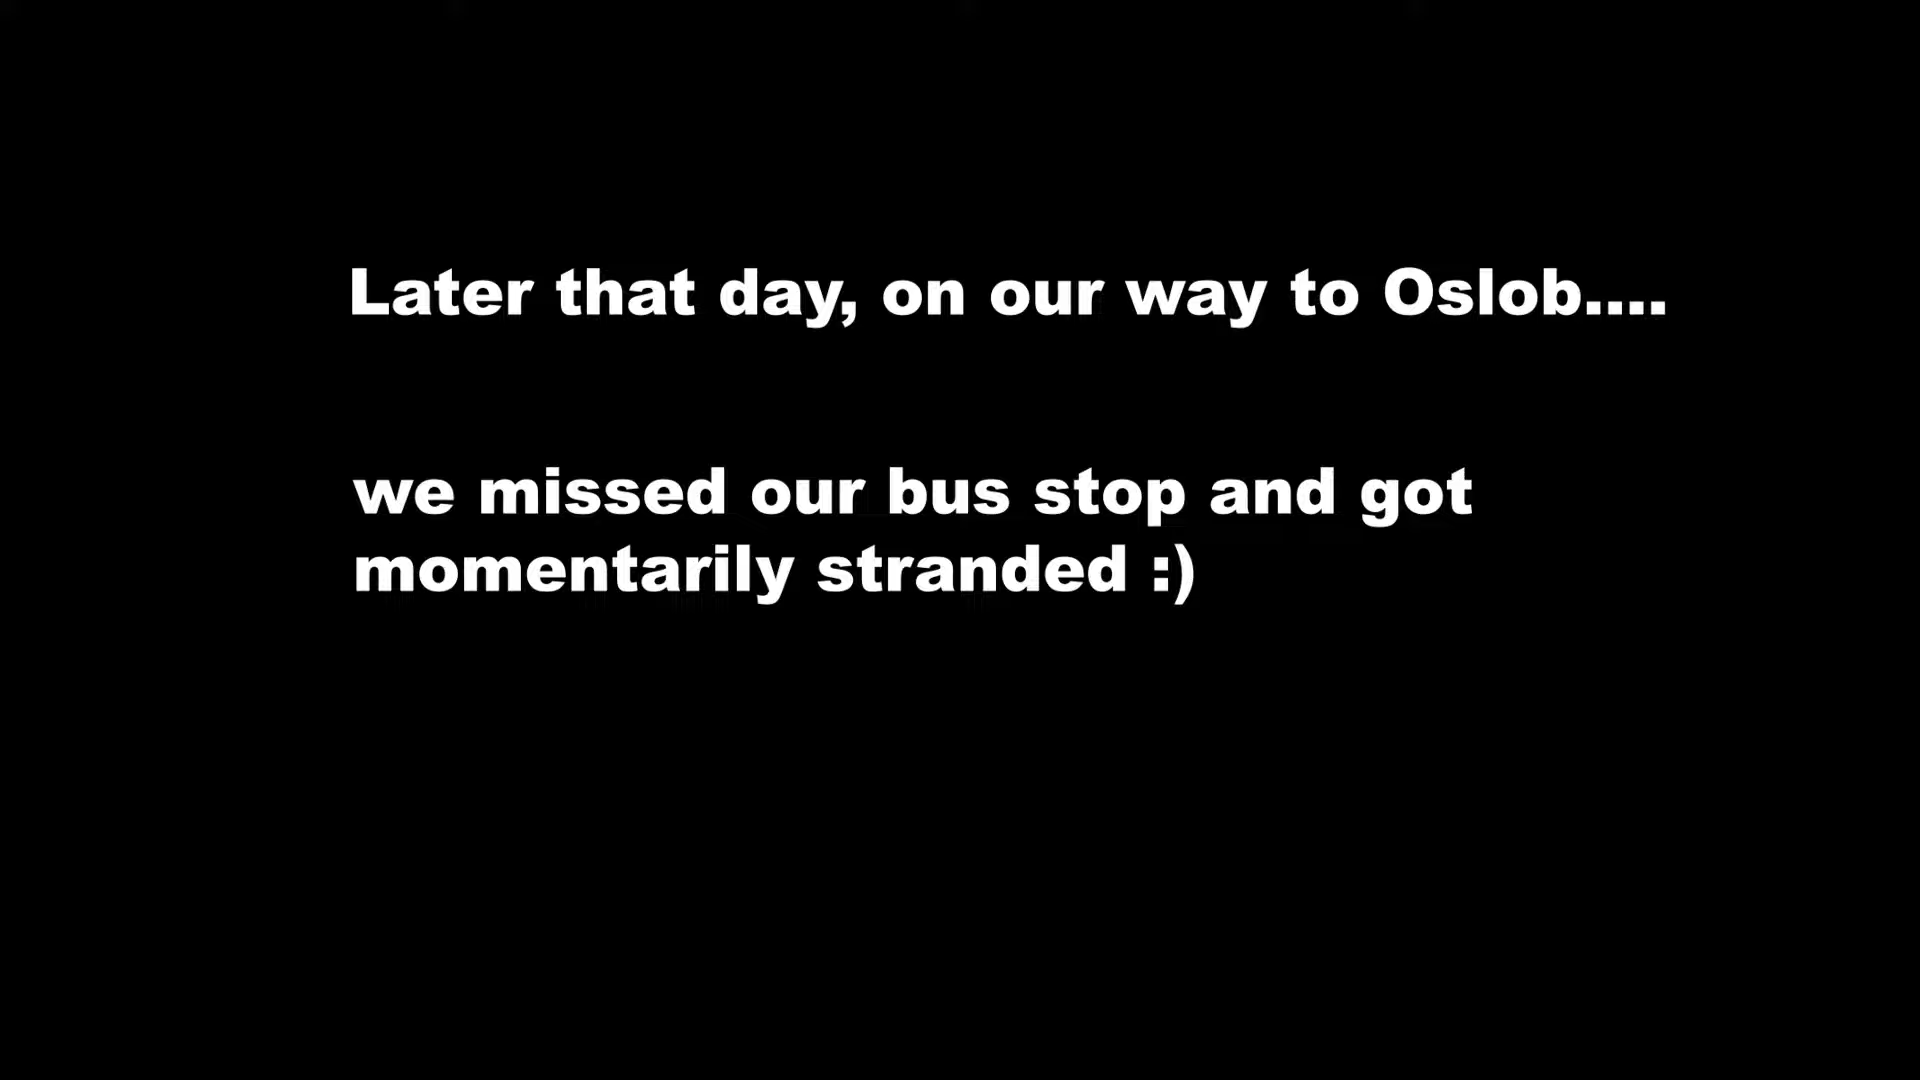 Later that day, on our way to Oslob....
we missed our bus stop and got
momentarily stranded :)